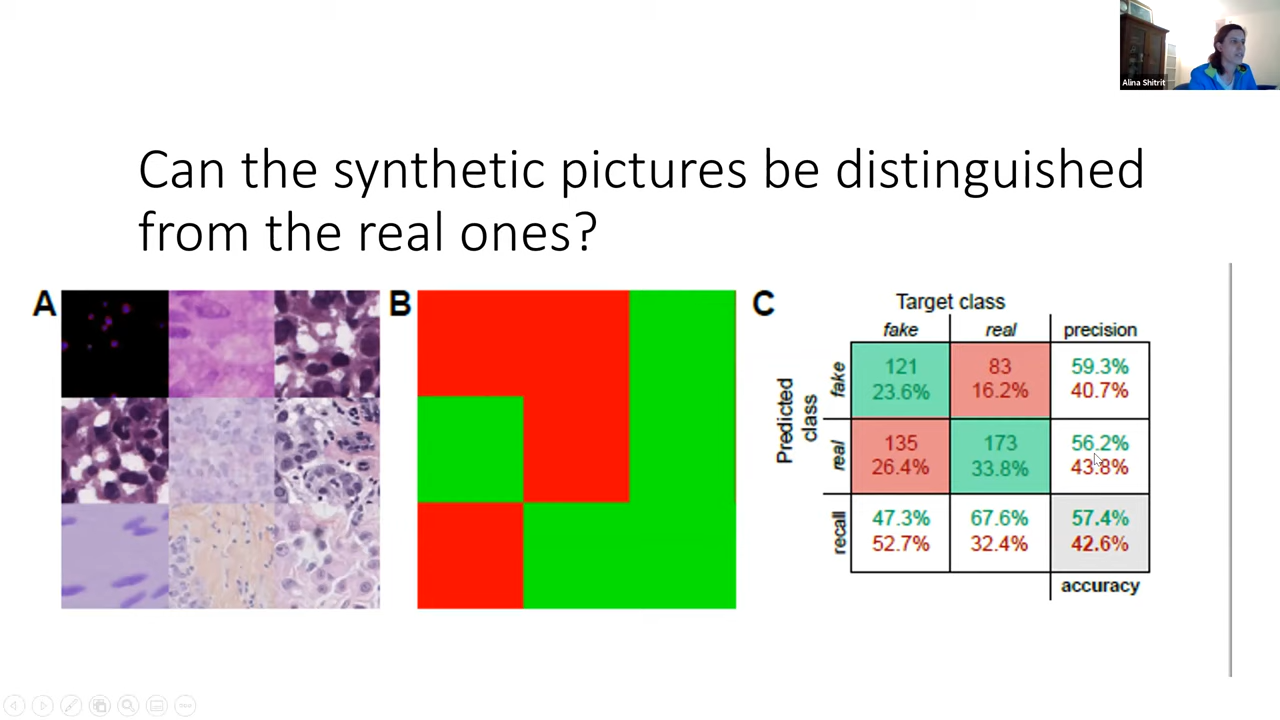 Alina Shitrit
Can the synthetic pictures be distinguished
from the real ones?
A
B
C
Target class
fake real precision
Predicted
class
fake
121 83 59.3%
23.6% 16.2% 40.7%
real
135 173 56.2%
26.4% 33.8% 43.8%
recall
47.3% 67.6% 57.4%
52.7% 32.4% 42.6%
accuracy